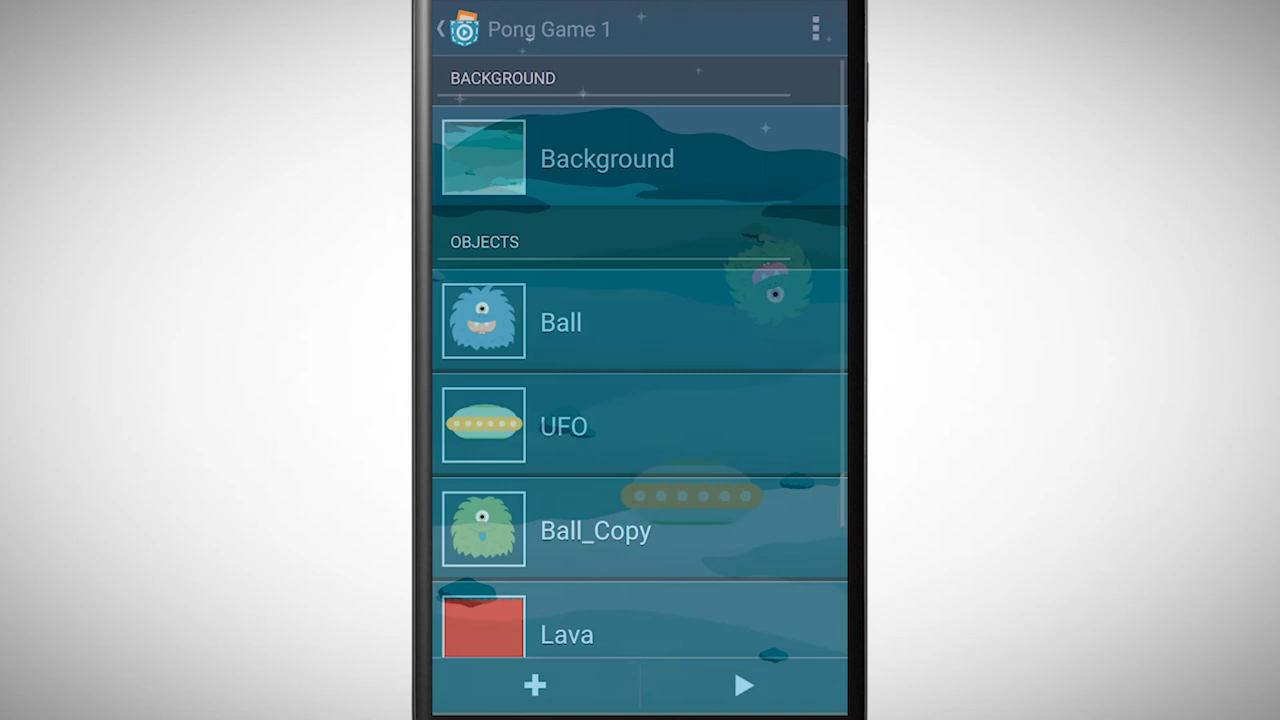 Pong Game 1
BACKGROUND
Background
OBJECTS
Ball
UFO
Ball_Copy
Lava